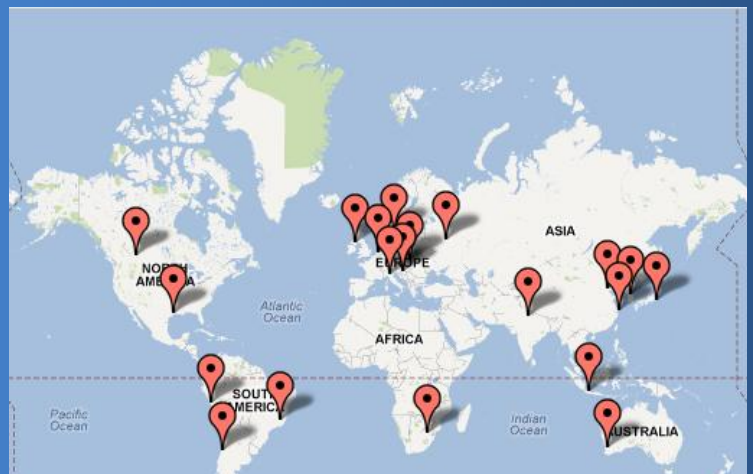 ASIA
NORTH
AMERICA
EUROPE
Atlantic
Ocean
AFRICA
SOUTH
AMERICA
Pacific
Ocean
Indian
Ocean
AUSTRALIA